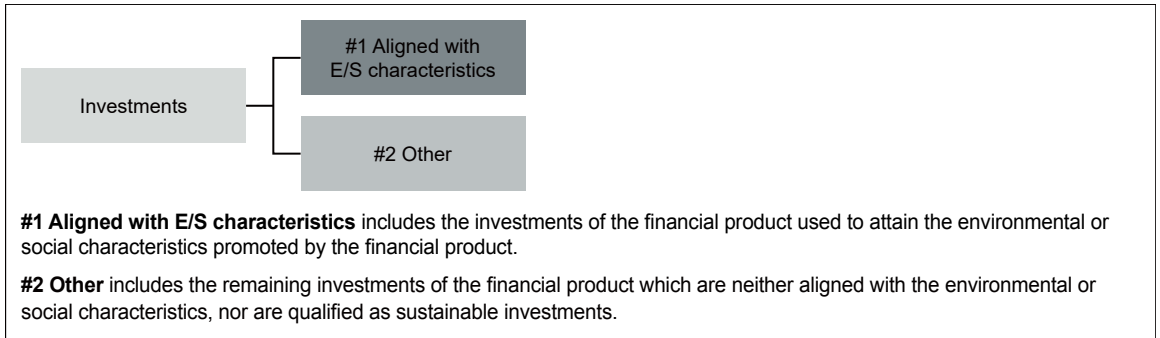 #1 Aligned with
E/S characteristics
Investments
#2 Other
#1 Aligned with E/S characteristics includes the investments of the financial product used to attain the environmental or
social characteristics promoted by the financial product.
#2 Other includes the remaining investments of the financial product which are neither aligned with the environmental or
social characteristics, nor are qualified as sustainable investments.